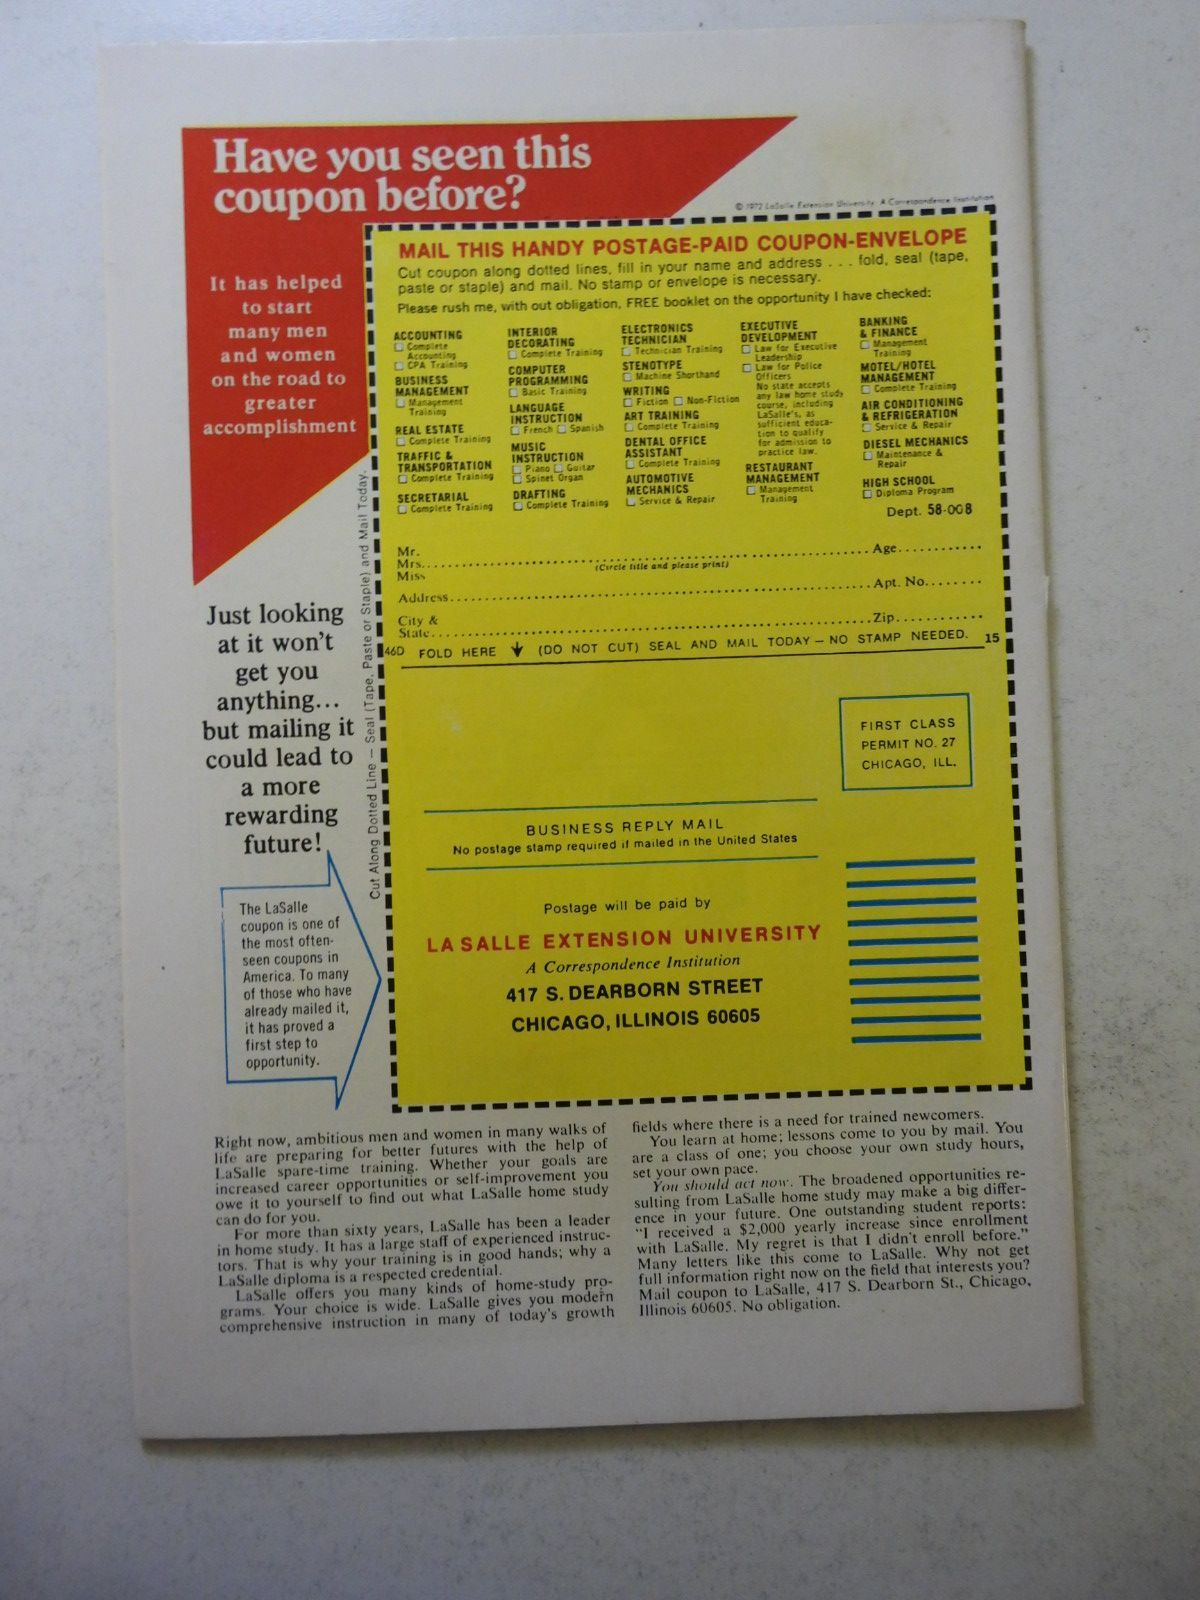 Have you seen this
coupon before?
© 1972 LaSalle Extension University A Correspondence Institution
It has helped
to start
many men
and women
on the road to
greater
accomplishment
Just looking
at it won't
get you
anything...
but mailing it
could lead to
a more
rewarding
future!
The LaSalle
coupon is one of
the most often-
seen coupons in
America. To many
of those who have
already mailed it,
it has proved a
first step to
opportunity.
Cut Along Dotted Line — Seal (Tape, Paste or Staple) and Mail Today.
MAIL THIS HANDY POSTAGE-PAID COUPON-ENVELOPE
Cut coupon along dotted lines, fill in your name and address . . . fold, seal (tape,
paste or staple) and mail. No stamp or envelope is necessary.
Please rush me, with out obligation, FREE booklet on the opportunity I have checked:
ACCOUNTING
Complete
Accounting
CPA Training
BUSINESS
MANAGEMENT
Management
Training
REAL ESTATE
Complete Training
TRAFFIC &
TRANSPORTATION
Complete Training
SECRETARIAL
Complete Training
INTERIOR
DECORATING
Complete Training
COMPUTER
PROGRAMMING
Basic Training
LANGUAGE
INSTRUCTION
French Spanish
MUSIC
INSTRUCTION
Piano Guitar
Spinet Organ
DRAFTING
Complete Training
ELECTRONICS
TECHNICIAN
Technician Training
STENOTYPE
Machine Shorthand
WRITING
Fiction Non-Fiction
ART TRAINING
Complete Training
DENTAL OFFICE
ASSISTANT
Complete Training
AUTOMOTIVE
MECHANICS
Service & Repair
EXECUTIVE
DEVELOPMENT
Law for Executive
Leadership
Law for Police
Officers
No state accepts
any law home study
course, including
LaSalle's, as
sufficient educa-
tion to qualify
for admission to
practice law.
RESTAURANT
MANAGEMENT
Management
Training
BANKING
& FINANCE
Management
Training
MOTEL/HOTEL
MANAGEMENT
Complete Training
AIR CONDITIONING
& REFRIGERATION
Service & Repair
DIESEL MECHANICS
Maintenance &
Repair
HIGH SCHOOL
Diploma Program
Dept. 58-008
Mr.
Mrs. Age
Miss (Circle title and please print)
Address Apt. No.
City &
State Zip
46D FOLD HERE (DO NOT CUT) SEAL AND MAIL TODAY — NO STAMP NEEDED. 15
FIRST CLASS
PERMIT NO. 27
CHICAGO, ILL.
BUSINESS REPLY MAIL
No postage stamp required if mailed in the United States
Postage will be paid by
LA SALLE EXTENSION UNIVERSITY
A Correspondence Institution
417 S. DEARBORN STREET
CHICAGO, ILLINOIS 60605
Right now, ambitious men and women in many walks of
life are preparing for better futures with the help of
LaSalle spare-time training. Whether your goals are
increased career opportunities or self-improvement you
owe it to yourself to find out what LaSalle home study
can do for you.
For more than sixty years, LaSalle has been a leader
in home study. It has a large staff of experienced instruc-
tors. That is why your training is in good hands; why a
LaSalle diploma is a respected credential.
LaSalle offers you many kinds of home-study pro-
grams. Your choice is wide. LaSalle gives you modern
comprehensive instruction in many of today's growth
fields where there is a need for trained newcomers.
You learn at home; lessons come to you by mail. You
are a class of one; you choose your own study hours,
set your own pace.
You should act now. The broadened opportunities re-
sulting from LaSalle home study may make a big differ-
ence in your future. One outstanding student reports:
"I received a $2,000 yearly increase since enrollment
with LaSalle. My regret is that I didn't enroll before."
Many letters like this come to LaSalle. Why not get
full information right now on the field that interests you?
Mail coupon to LaSalle, 417 S. Dearborn St., Chicago,
Illinois 60605. No obligation.